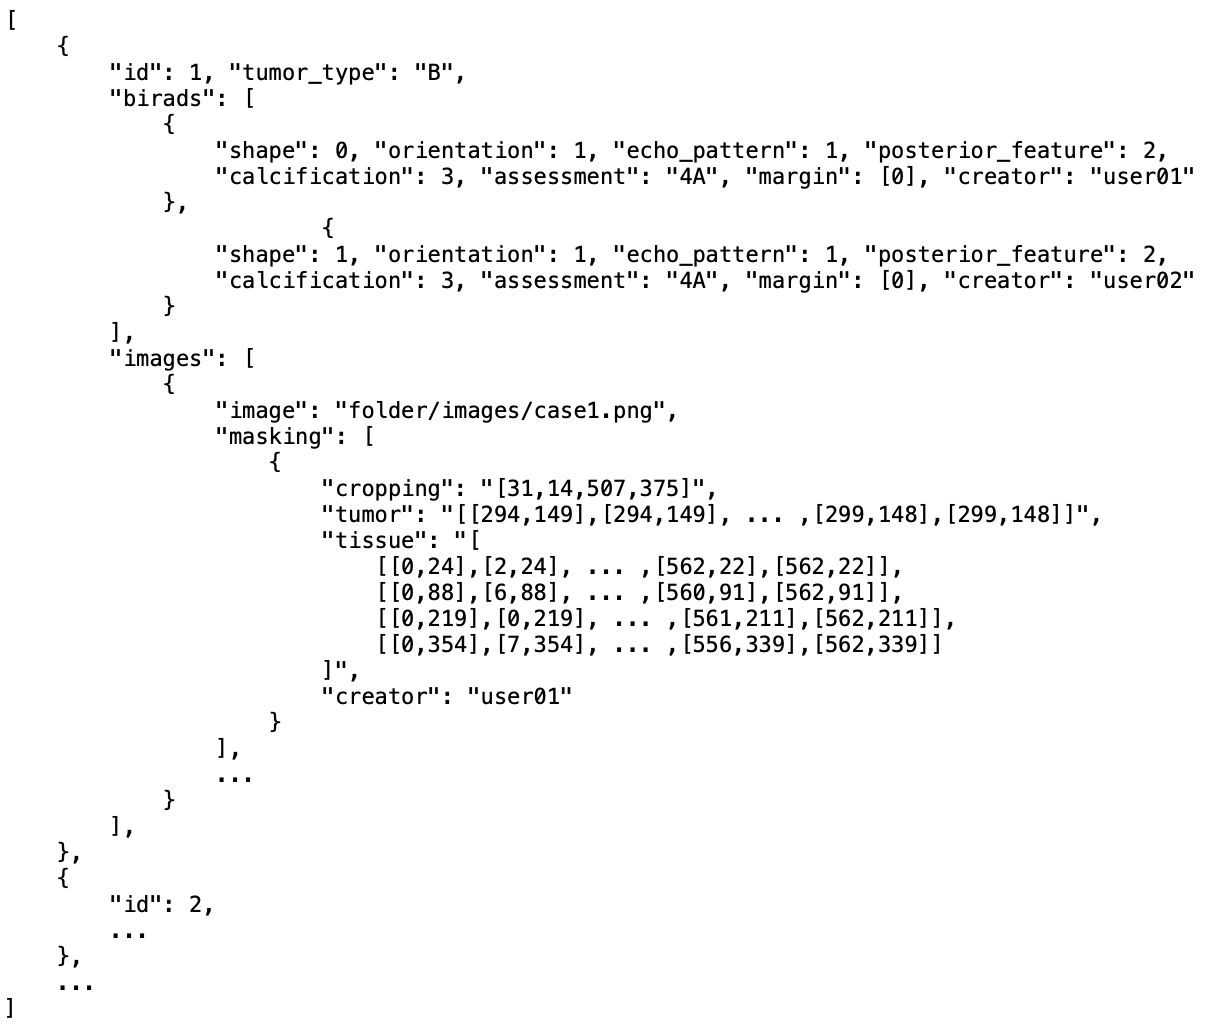 [
    {
        "id": 1, "tumor_type": "B",
        "birads": [
            {
                "shape": 0, "orientation": 1, "echo_pattern": 1, "posterior_feature": 2,
                "calcification": 3, "assessment": "4A", "margin": [0], "creator": "user01"
            },
                        {
                "shape": 1, "orientation": 1, "echo_pattern": 1, "posterior_feature": 2,
                "calcification": 3, "assessment": "4A", "margin": [0], "creator": "user02"
            }
        ],
        "images": [
            {
                "image": "folder/images/case1.png",
                "masking": [
                    {
                        "cropping": "[31,14,507,375]",
                        "tumor": "[[294,149],[294,149], ... ,[299,148],[299,148]]",
                        "tissue": "[
                            [[0,24],[2,24], ... ,[562,22],[562,22]],
                            [[0,88],[6,88], ... ,[560,91],[562,91]],
                            [[0,219],[0,219], ... ,[561,211],[562,211]],
                            [[0,354],[7,354], ... ,[556,339],[562,339]]
                        ]",
                        "creator": "user01"
                    }
                ],
                ...
            }
        ],
    },
    {
        "id": 2,
        ...
    },
    ...
]